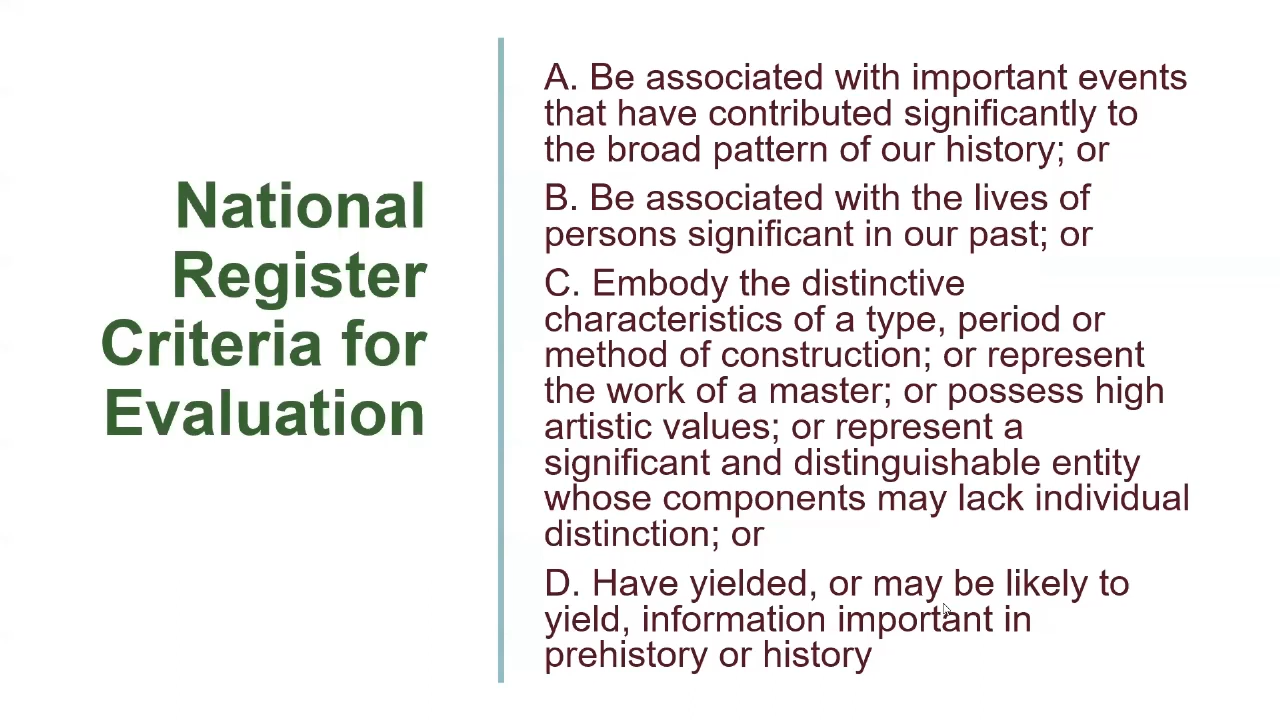 National
Register
Criteria for
Evaluation
A. Be associated with important events
that have contributed significantly to
the broad pattern of our history; or
B. Be associated with the lives of
persons significant in our past; or
C. Embody the distinctive
characteristics of a type, period or
method of construction; or represent
the work of a master; or possess high
artistic values; or represent a
significant and distinguishable entity
whose components may lack individual
distinction; or
D. Have yielded, or may be likely to
yield, information important in
prehistory or history